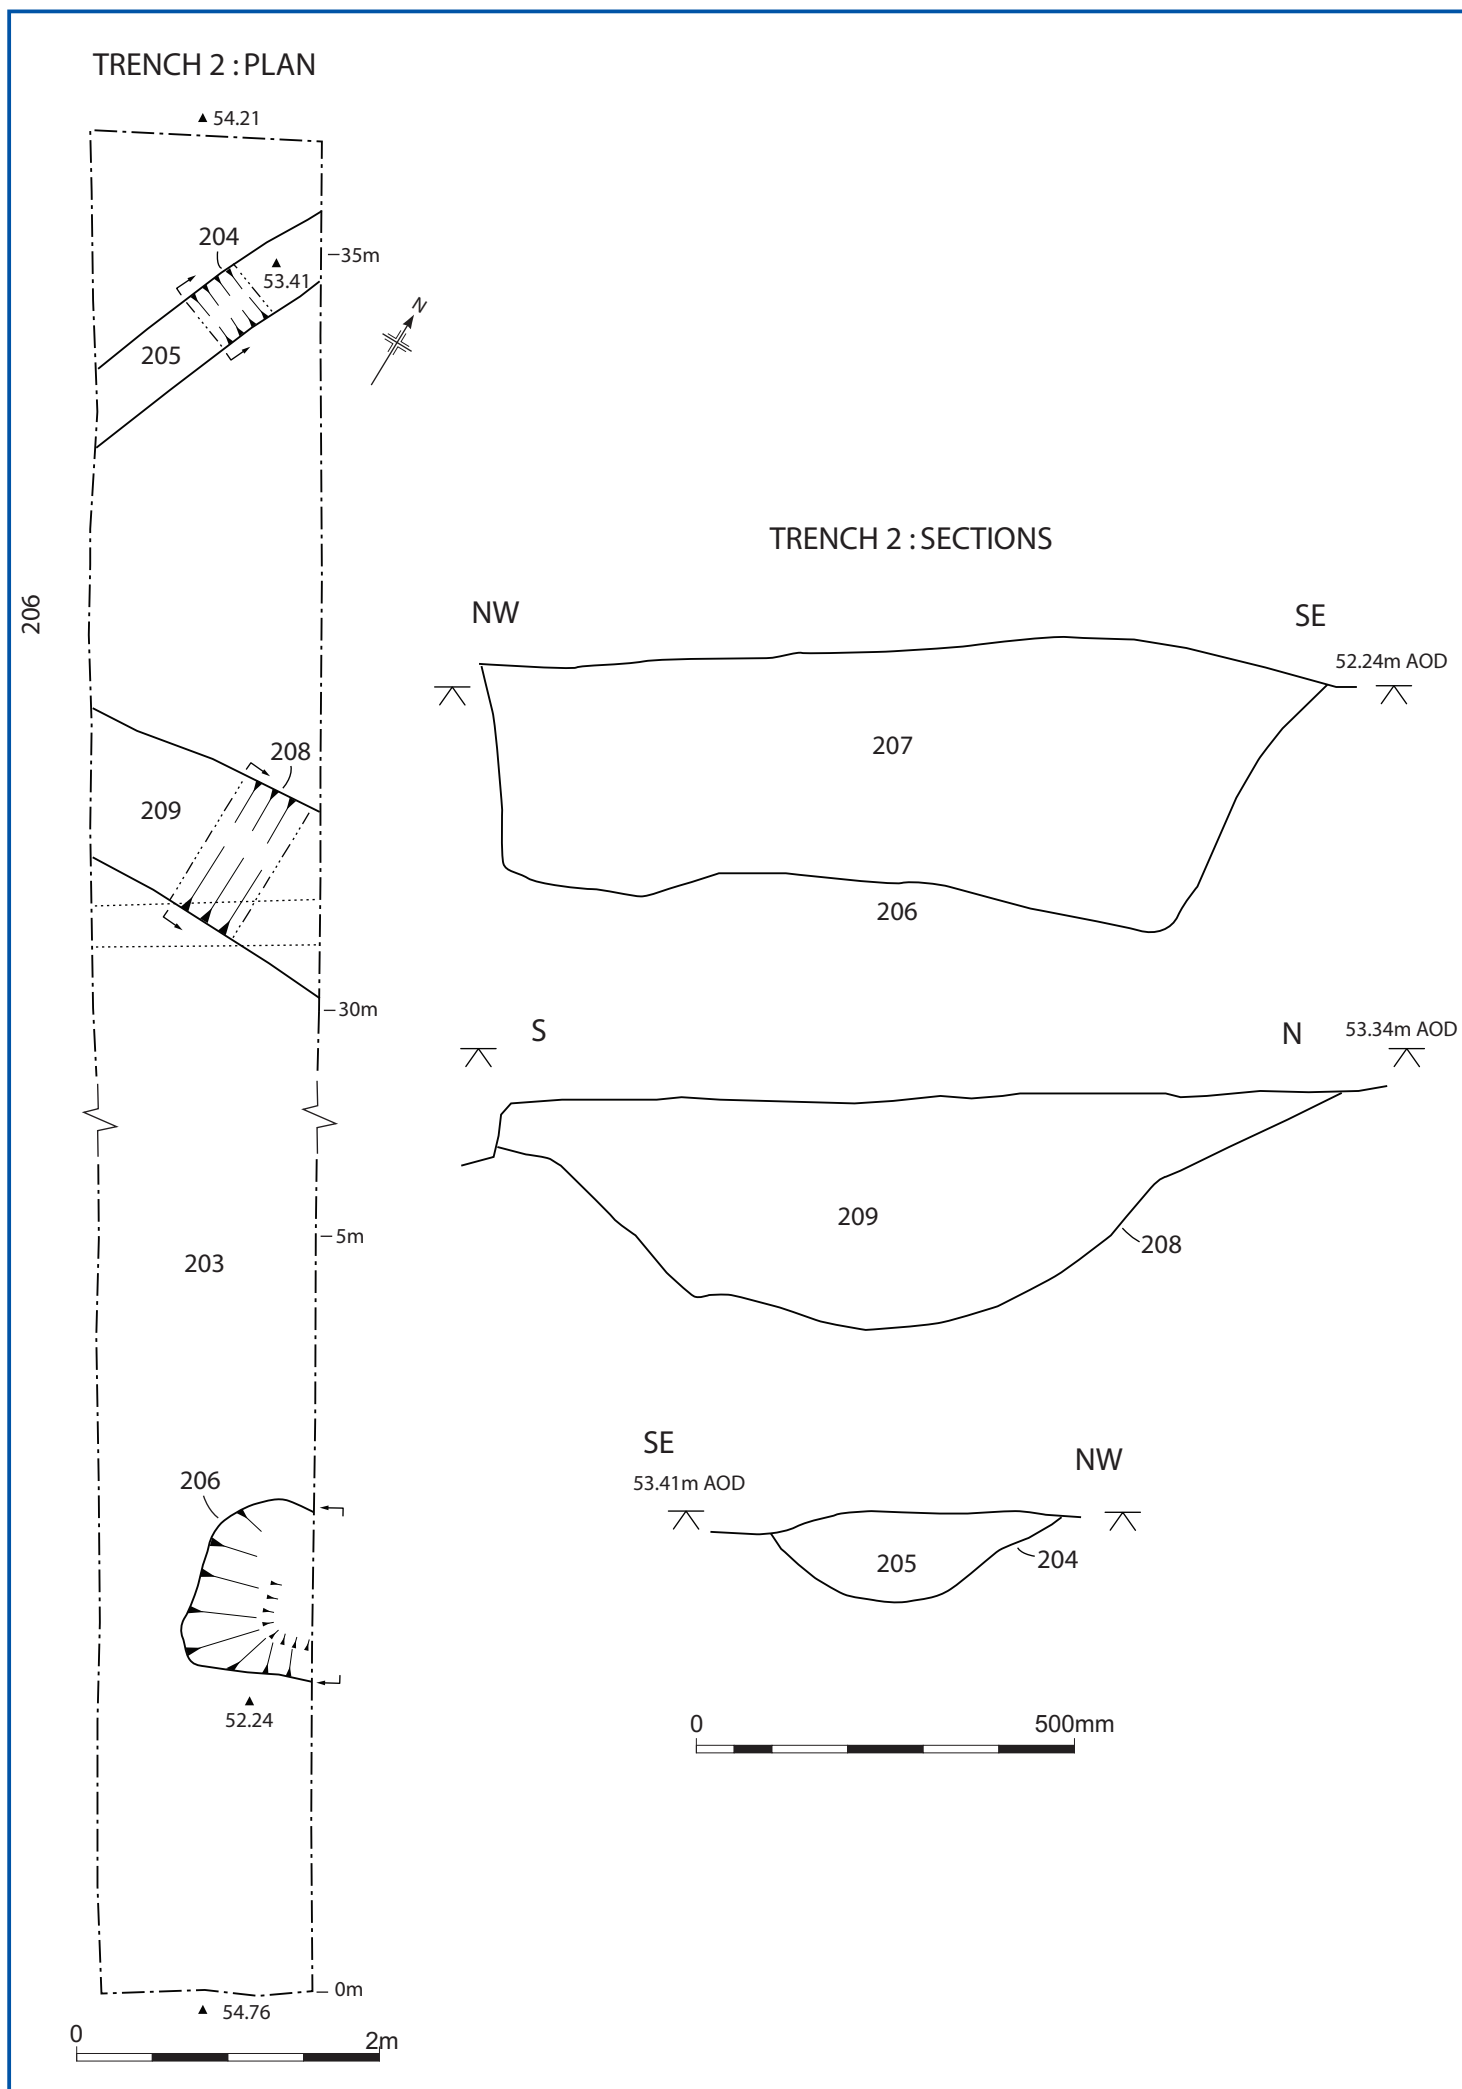 TRENCH 2 : PLAN
54.21
204
35m
53.41
205
N
206
208
209
30m
5m
203
206
52.24
0m
54.76
0 2m
TRENCH 2 : SECTIONS
NW SE
52.24m AOD
207
206
S N 53.34m AOD
209
208
SE NW
53.41m AOD
205 204
0 500mm